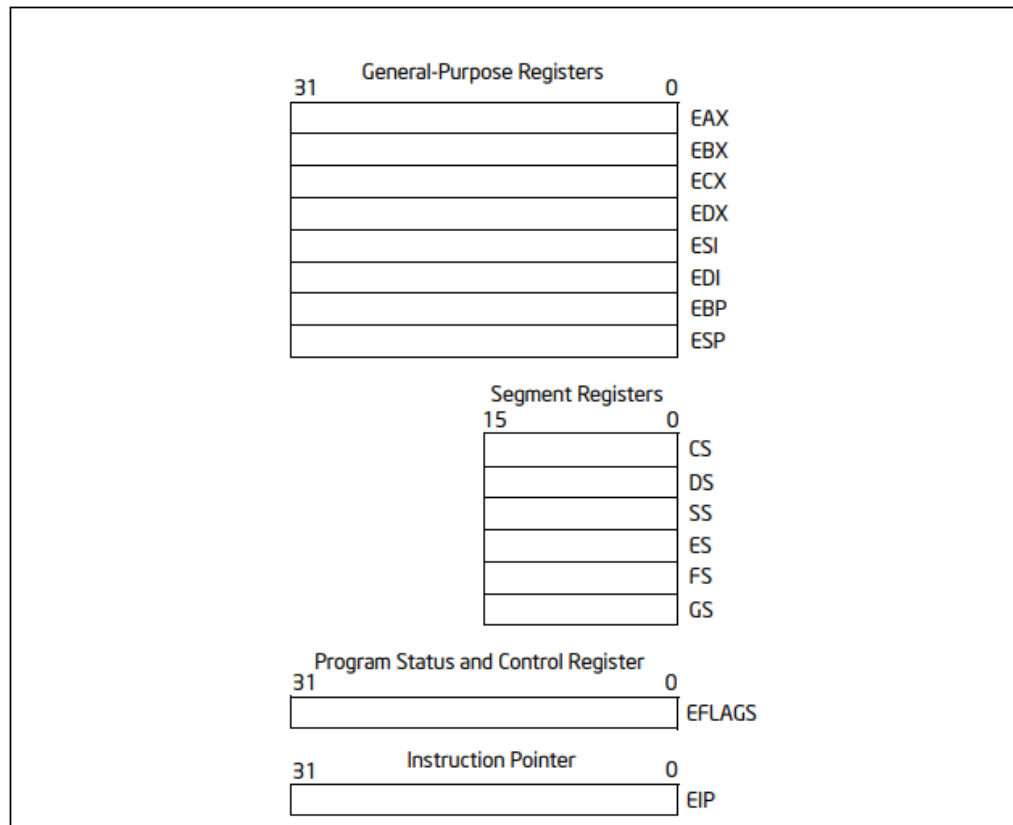 General-Purpose Registers
31 0
EAX
EBX
ECX
EDX
ESI
EDI
EBP
ESP
Segment Registers
15 0
CS
DS
SS
ES
FS
GS
Program Status and Control Register
31 0
EFLAGS
Instruction Pointer
31 0
EIP